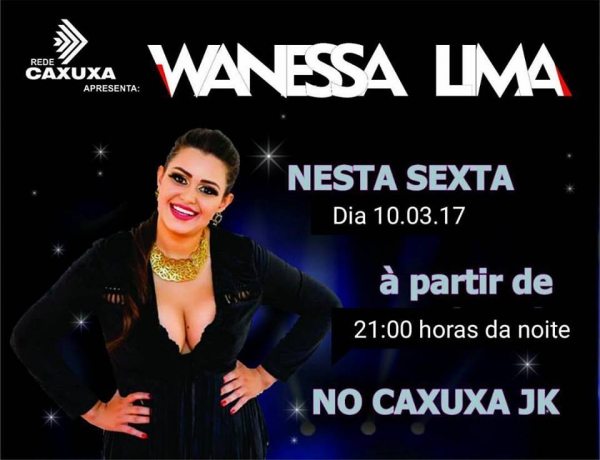 REDE
CAXUXA
APRESENTA:
WANESSA LIMA
NESTA SEXTA
Dia 10.03.17
à partir de
21:00 horas da noite
NO CAXUXA JK